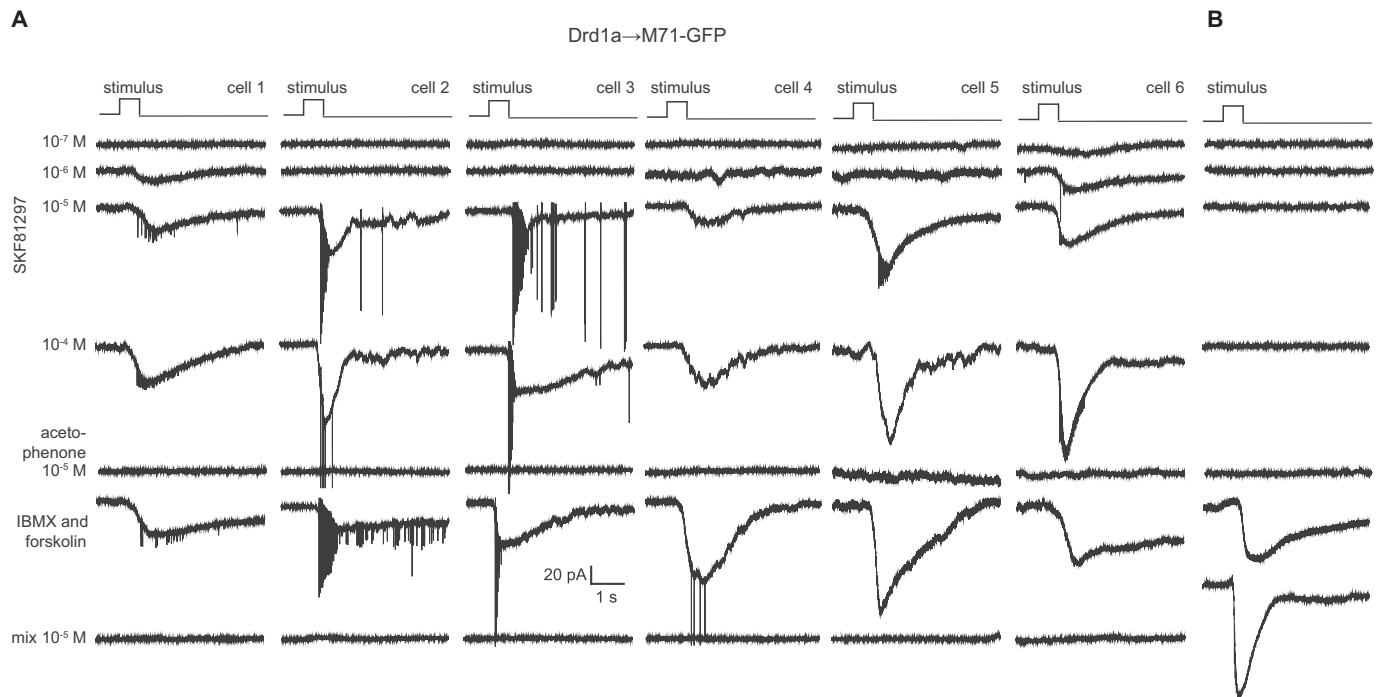 A
B
Drd1a→M71-GFP
stimulus cell 1
stimulus cell 2
stimulus cell 3
stimulus cell 4
stimulus cell 5
stimulus cell 6
stimulus
SKF81297
10⁻⁷ M
10⁻⁶ M
10⁻⁵ M
10⁻⁴ M
aceto-
phenone
10⁻⁵ M
IBMX and
forskolin
20 pA
1 s
mix 10⁻⁵ M